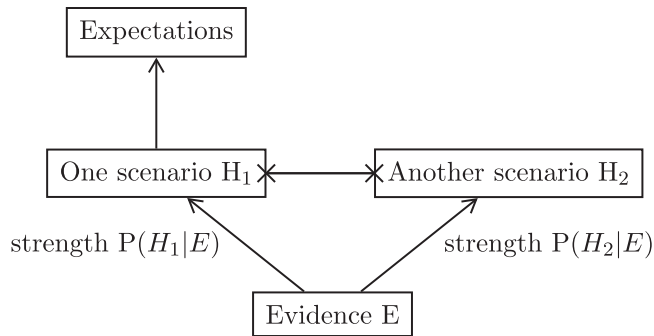 Expectations
One scenario H₁
Another scenario H₂
strength P(H₁|E)
strength P(H₂|E)
Evidence E